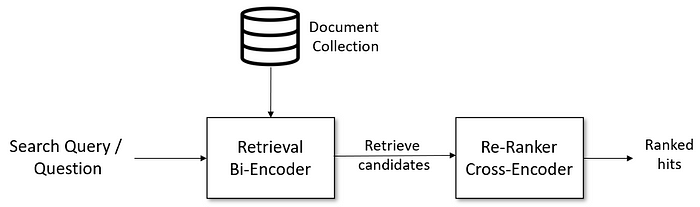 Document
Collection
Search Query /
Question
Retrieval
Bi-Encoder
Retrieve
candidates
Re-Ranker
Cross-Encoder
Ranked
hits